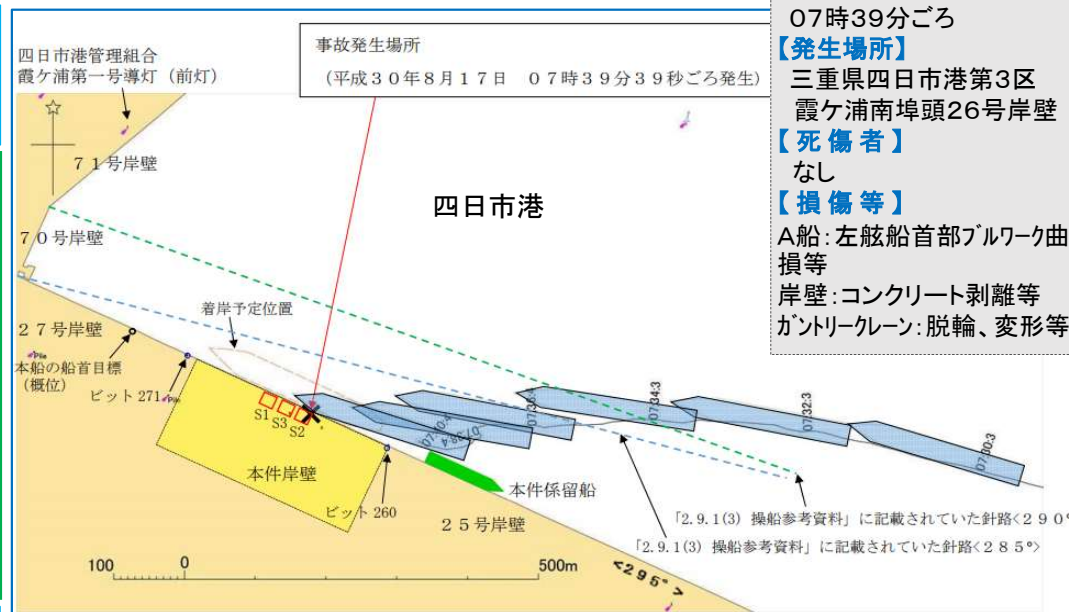 四日市港管理組合
霞ケ浦第一号導灯（前灯）
事故発生場所
（平成３０年８月１７日　０７時３９分３９秒ごろ発生）
07時39分ごろ
【発生場所】
三重県四日市港第3区
霞ケ浦南埠頭26号岸壁
【 死 傷 者 】
なし
【 損 傷 等 】
A船：左舷船首部ﾌﾞﾙﾜｰｸ曲
損等
岸壁：コンクリート剥離等
ｶﾞﾝﾄﾘｰｸﾚｰﾝ：脱輪、変形等
７１号岸壁
四日市港
７０号岸壁
着岸予定位置
２７号岸壁
Pile
本船の船首目標
（概位）
ビット 271
Pile
S1
S3
S2
07:40:4
07:38:4
07:36:4
07:34:3
07:32:3
07:30:3
本件岸壁
本件係留船
ビット 260
２５号岸壁
「2.9.1(3) 操船参考資料」に記載されていた針路<２９０°
「2.9.1(3) 操船参考資料」に記載されていた針路<２８５°>
100
0
500m
<295°>